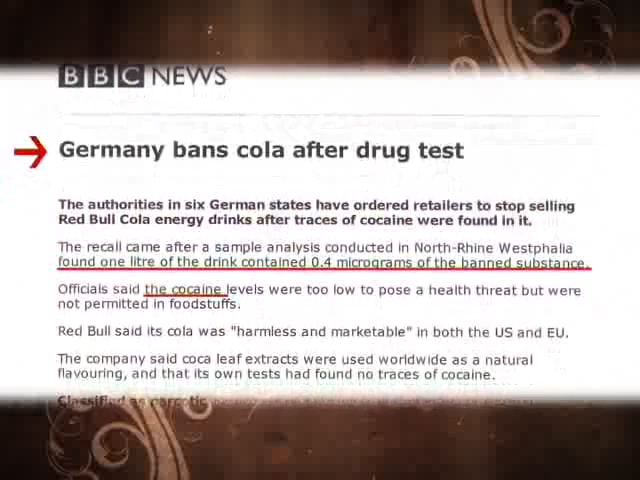 BBC NEWS
Germany bans cola after drug test
The authorities in six German states have ordered retailers to stop selling
Red Bull Cola energy drinks after traces of cocaine were found in it.
The recall came after a sample analysis conducted in North-Rhine Westphalia
found one litre of the drink contained 0.4 micrograms of the banned substance.
Officials said the cocaine levels were too low to pose a health threat but were
not permitted in foodstuffs.
Red Bull said its cola was "harmless and marketable" in both the US and EU.
The company said coca leaf extracts were used worldwide as a natural
flavouring, and that its own tests had found no traces of cocaine.
Classified as narcotic